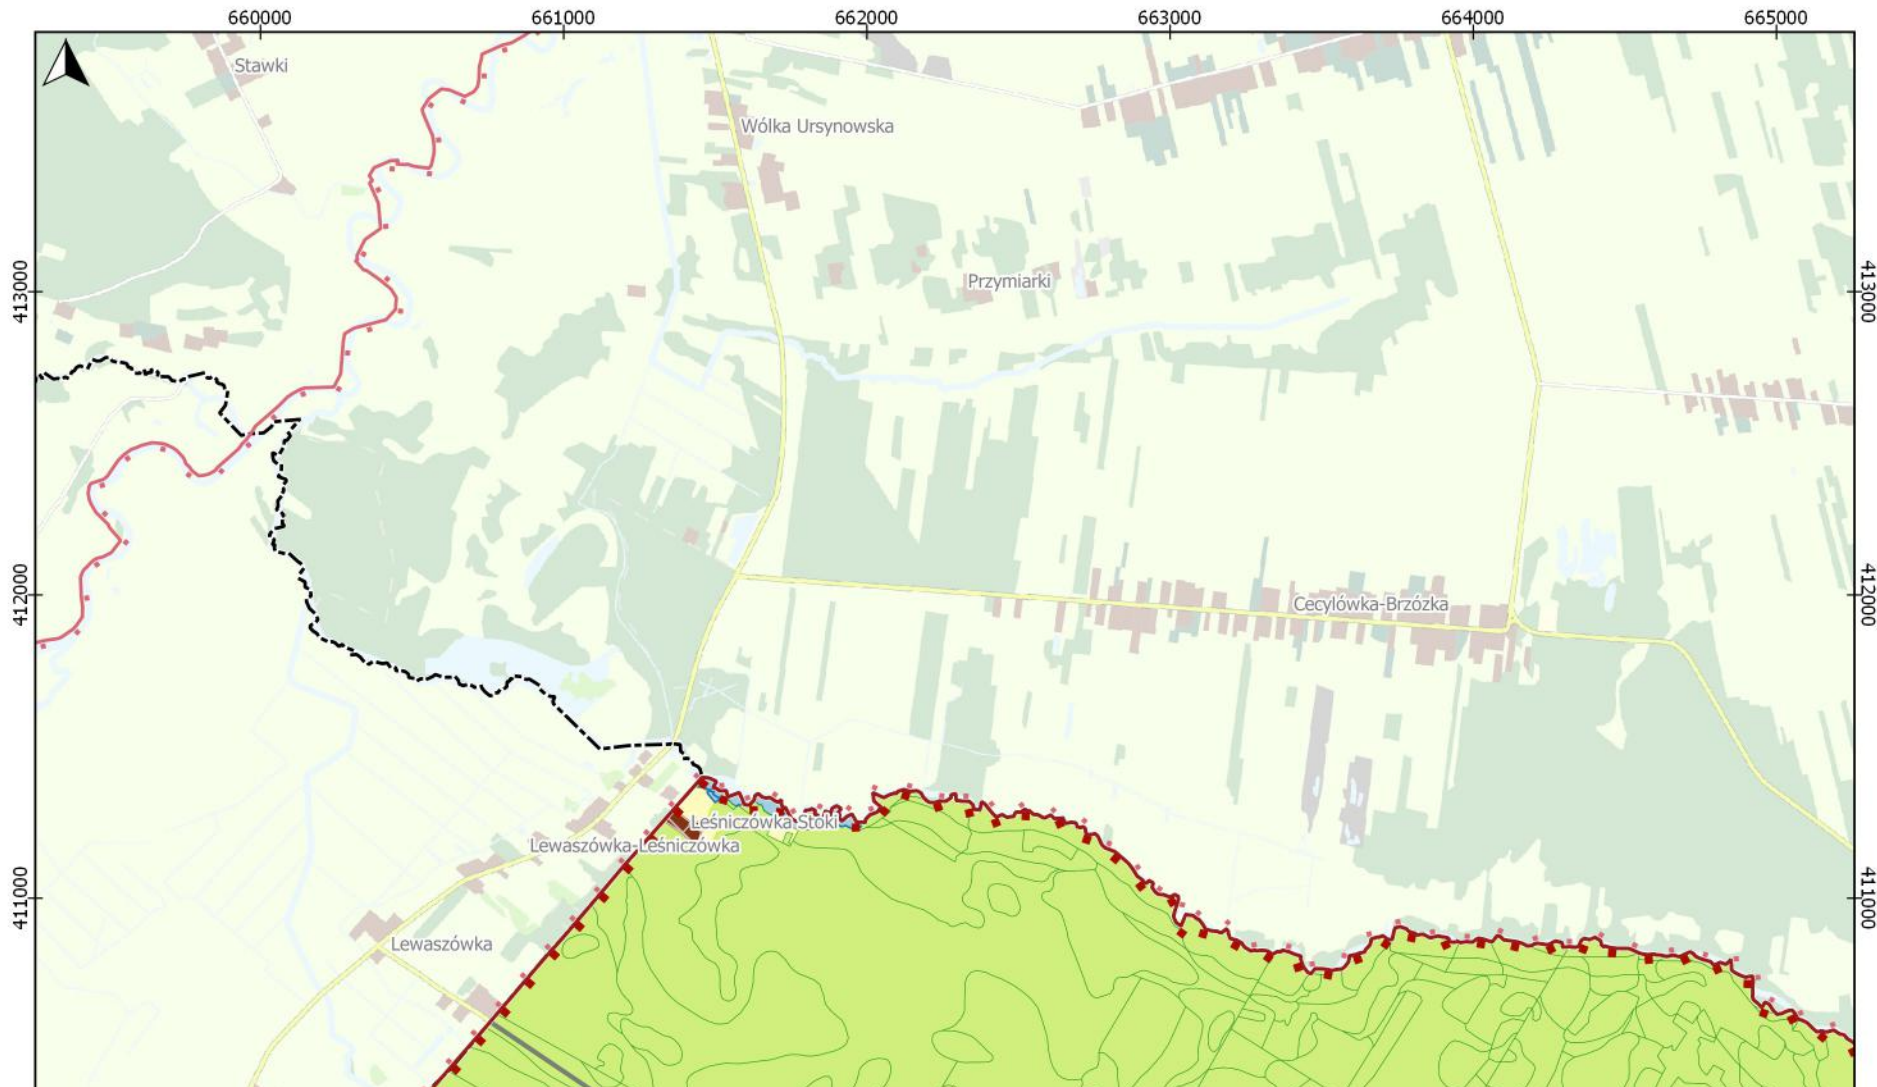 660000 661000 662000 663000 664000 665000
Stawki
Wólka Ursynowska
Przymiarki
413000 413000
Cecylówka-Brzózka
412000 412000
Leśniczówka Stoki
Lewaszówka-Leśniczówka
411000 411000
Lewaszówka